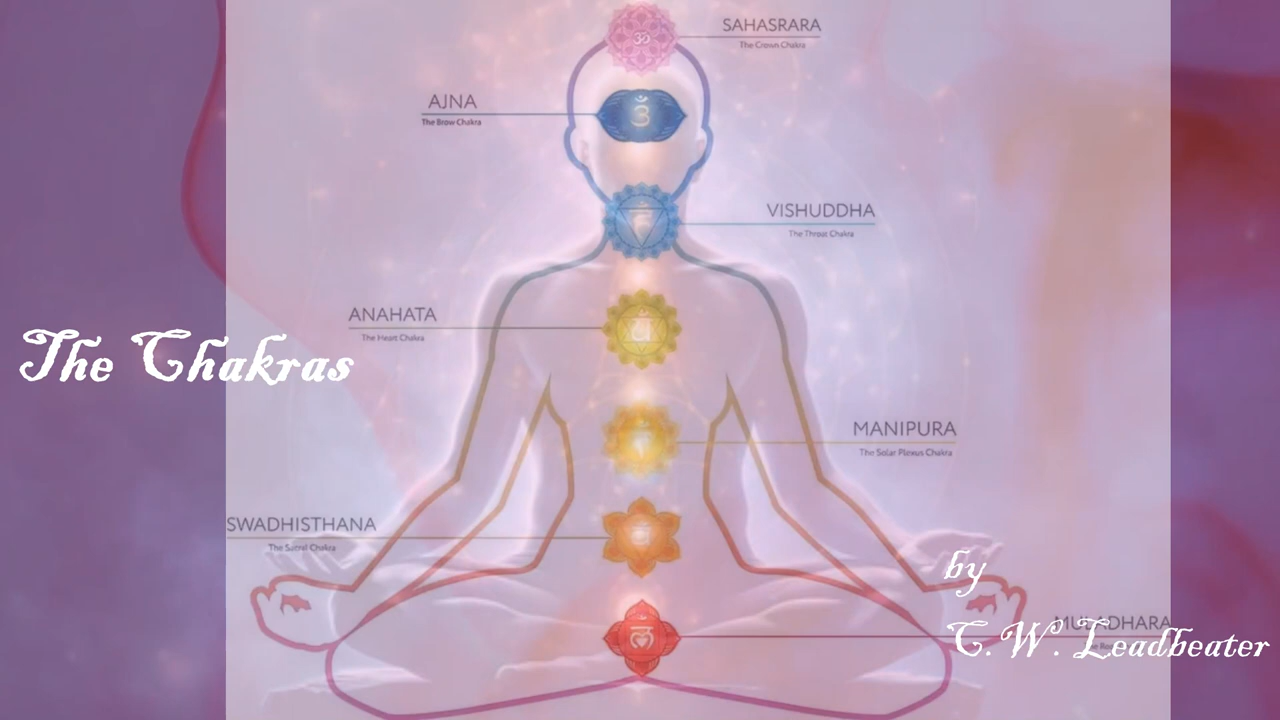 SAHASRARA
The Crown Chakra
AJNA
The Brow Chakra
VISHUDDHA
The Throat Chakra
ANAHATA
The Heart Chakra
The Chakras
MANIPURA
The Solar Plexus Chakra
SWADHISTHANA
The Sacral Chakra
by
MULADHARA
C. W. Leadbeater